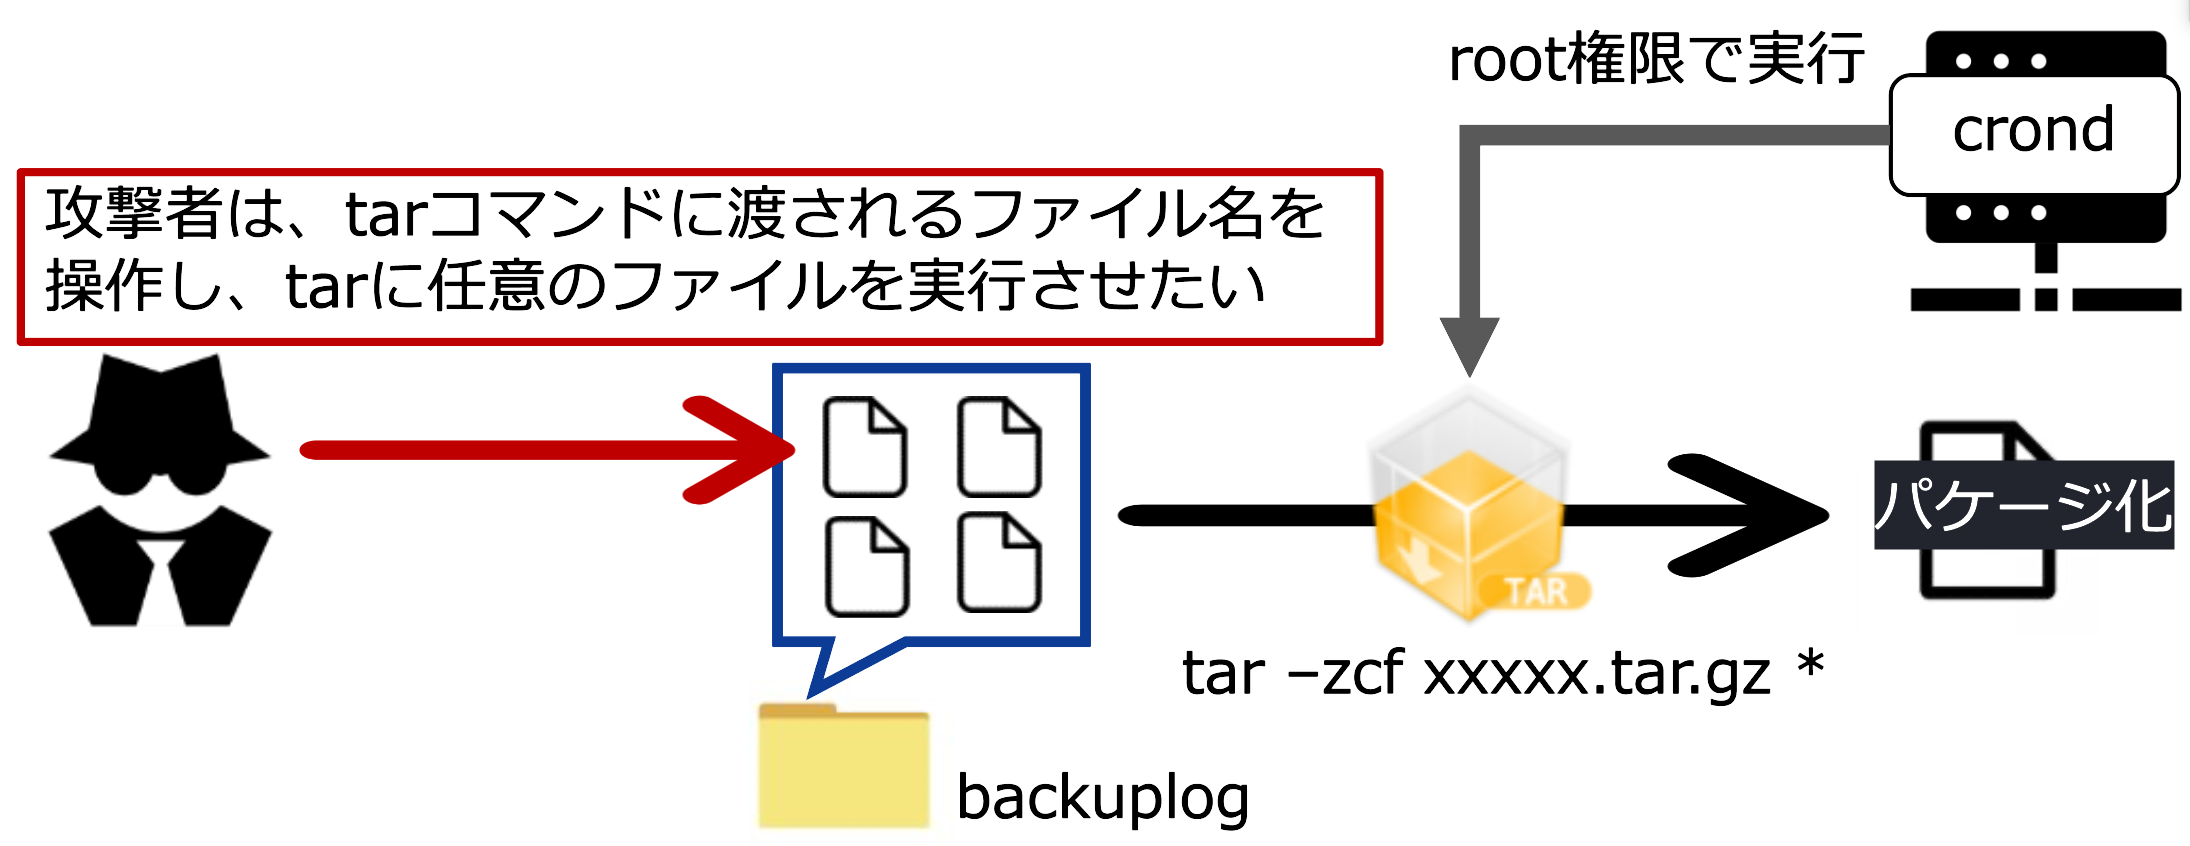 root権限で実行
crond
攻撃者は、tarコマンドに渡されるファイル名を
操作し、tarに任意のファイルを実行させたい
TAR
パケージ化
tar –zcf xxxxx.tar.gz *
backuplog